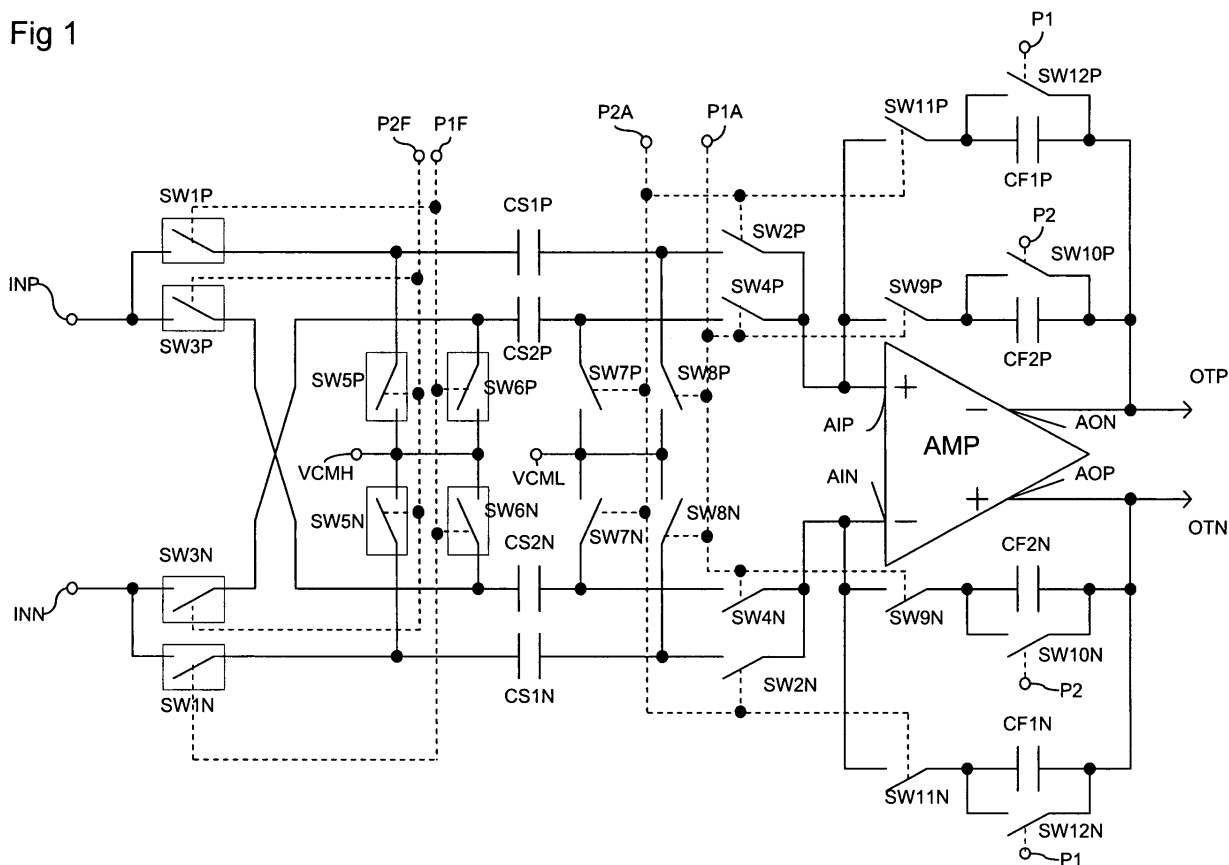 Fig 1
P1
SW12P
P2F
P1F
P2A
P1A
SW11P
CF1P
SW1P
CS1P
P2
SW10P
SW2P
INP
SW4P
SW9P
SW3P
CS2P
CF2P
SW5P
SW6P
SW7P
SW8P
+
−
OTP
AIP
AON
AMP
VCMH
VCML
AIN
AOP
SW5N
SW6N
SW7N
SW8N
−
+
OTN
SW3N
CS2N
CF2N
INN
SW4N
SW9N
SW10N
SW1N
CS1N
SW2N
P2
CF1N
SW11N
SW12N
P1